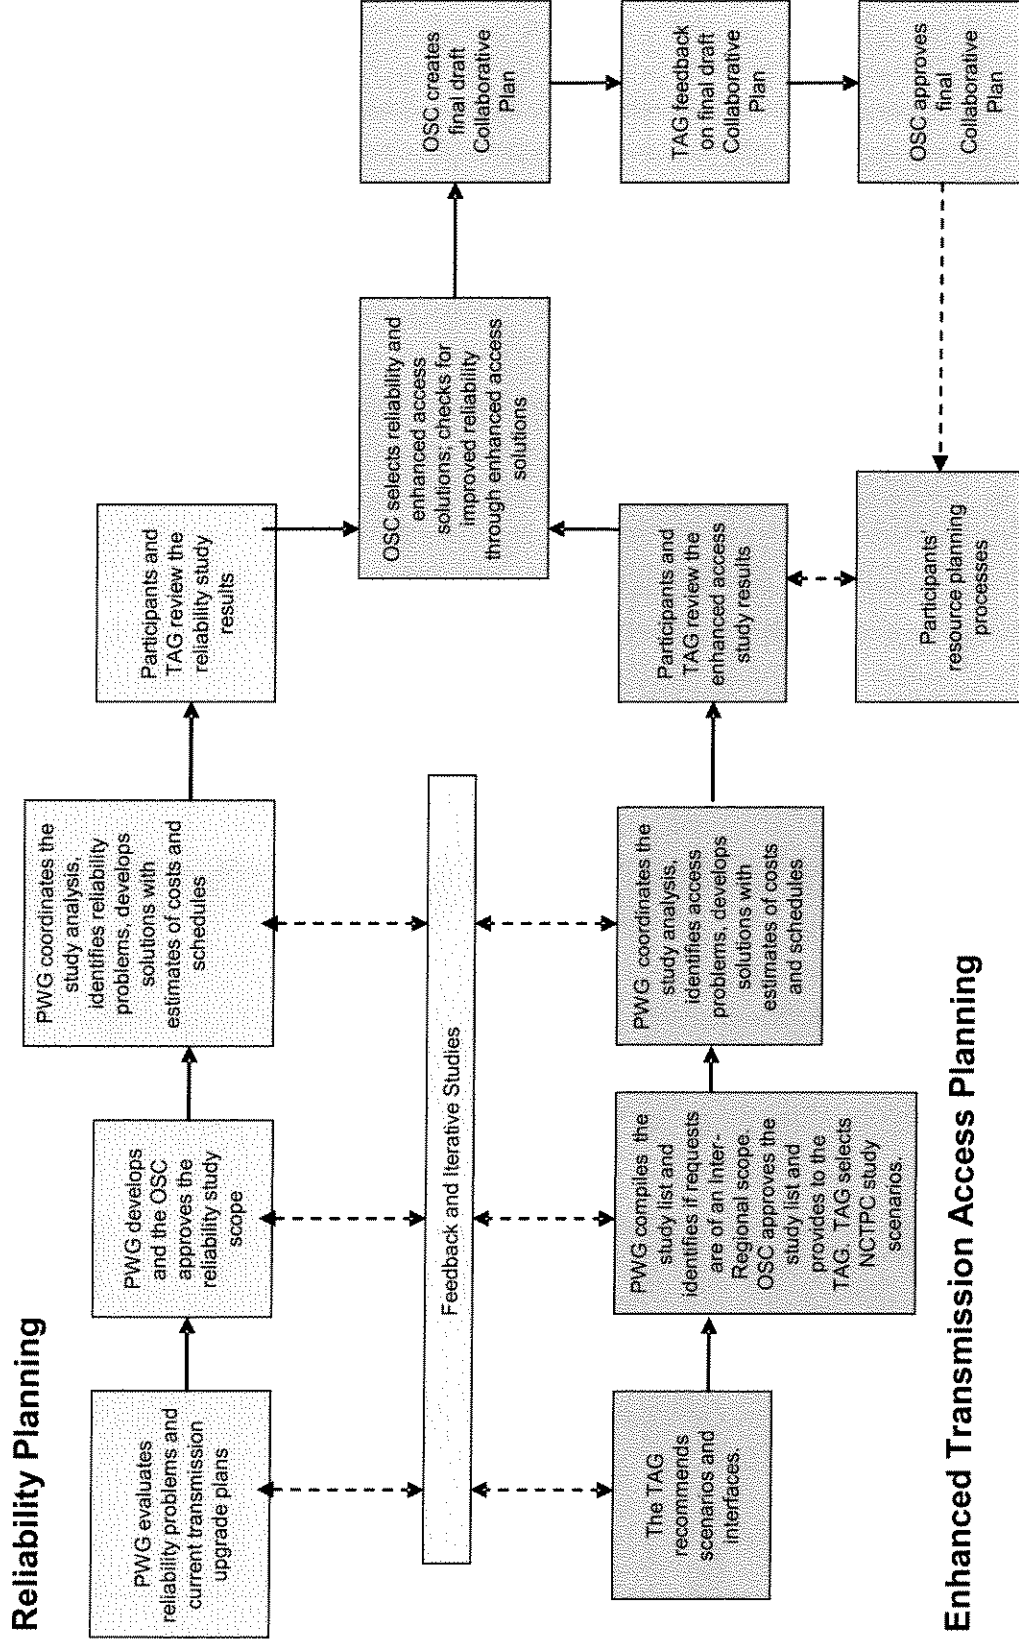 Reliability Planning
PWG evaluates
reliability problems and
current transmission
upgrade plans
PWG develops
and the OSC
approves the
reliability study
scope
PWG coordinates the
study analysis,
identifies reliability
problems, develops
solutions with
estimates of costs and
schedules
Participants and
TAG review the
reliability study
results
Feedback and Iterative Studies
OSC selects reliability and
enhanced access
solutions; checks for
improved reliability
through enhanced access
solutions
OSC creates
final draft
Collaborative
Plan
The TAG
recommends
scenarios and
interfaces.
PWG compiles the
study list and
identifies if requests
are of an Inter-
Regional scope.
OSC approves the
study list and
provides to the
TAG. TAG selects
NCTPC study
scenarios.
PWG coordinates the
study analysis,
identifies access
problems, develops
solutions with
estimates of costs
and schedules
Participants and
TAG review the
enhanced access
study results
TAG feedback
on final draft
Collaborative
Plan
Participants'
resource planning
processes
OSC approves
final
Collaborative
Plan
Enhanced Transmission Access Planning